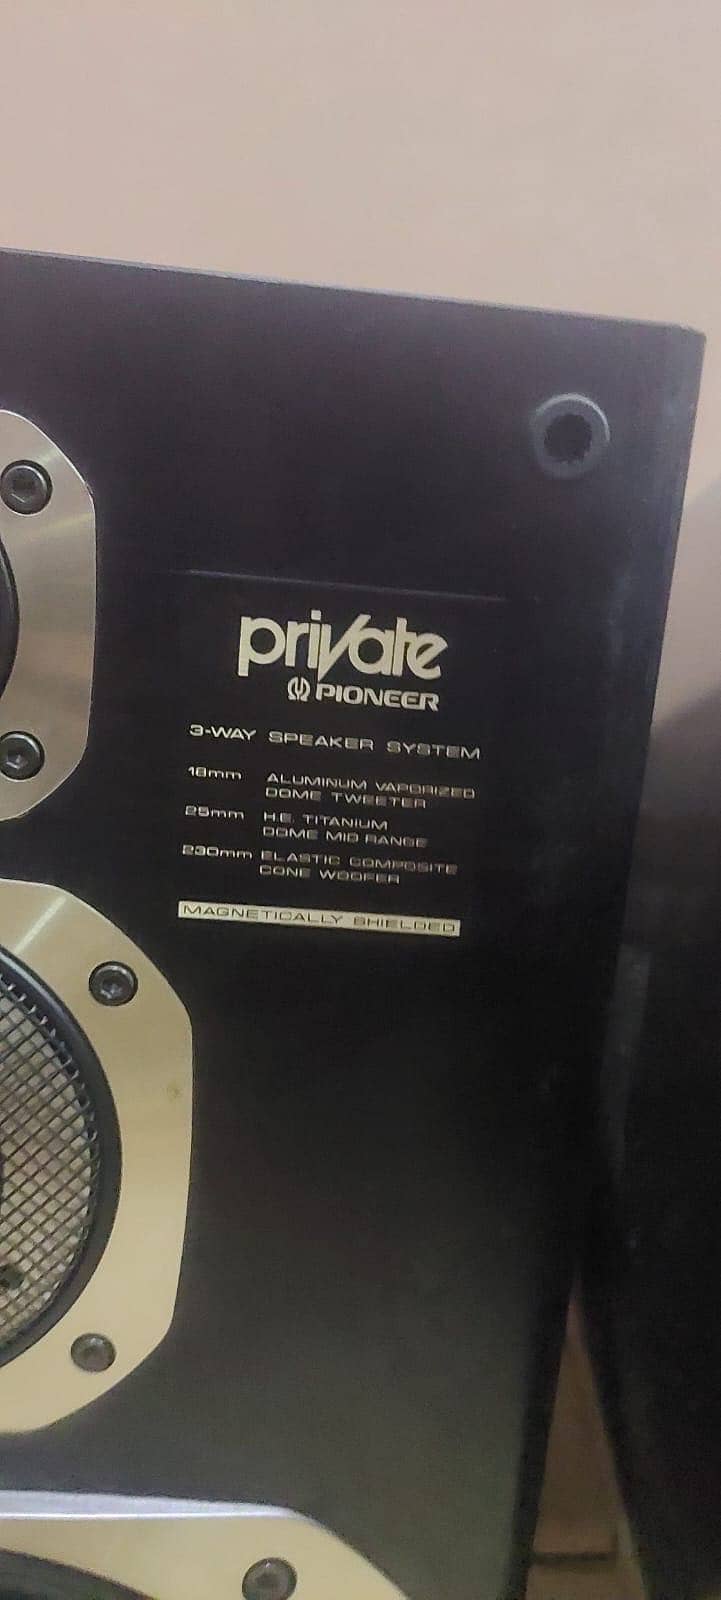 private
PIONEER
3-WAY SPEAKER SYSTEM
18mm ALUMINUM VAPORIZED
DOME TWEETER
25mm H.E. TITANIUM
DOME MID RANGE
230mm ELASTIC COMPOSITE
CONE WOOFER
MAGNETICALLY SHIELDED